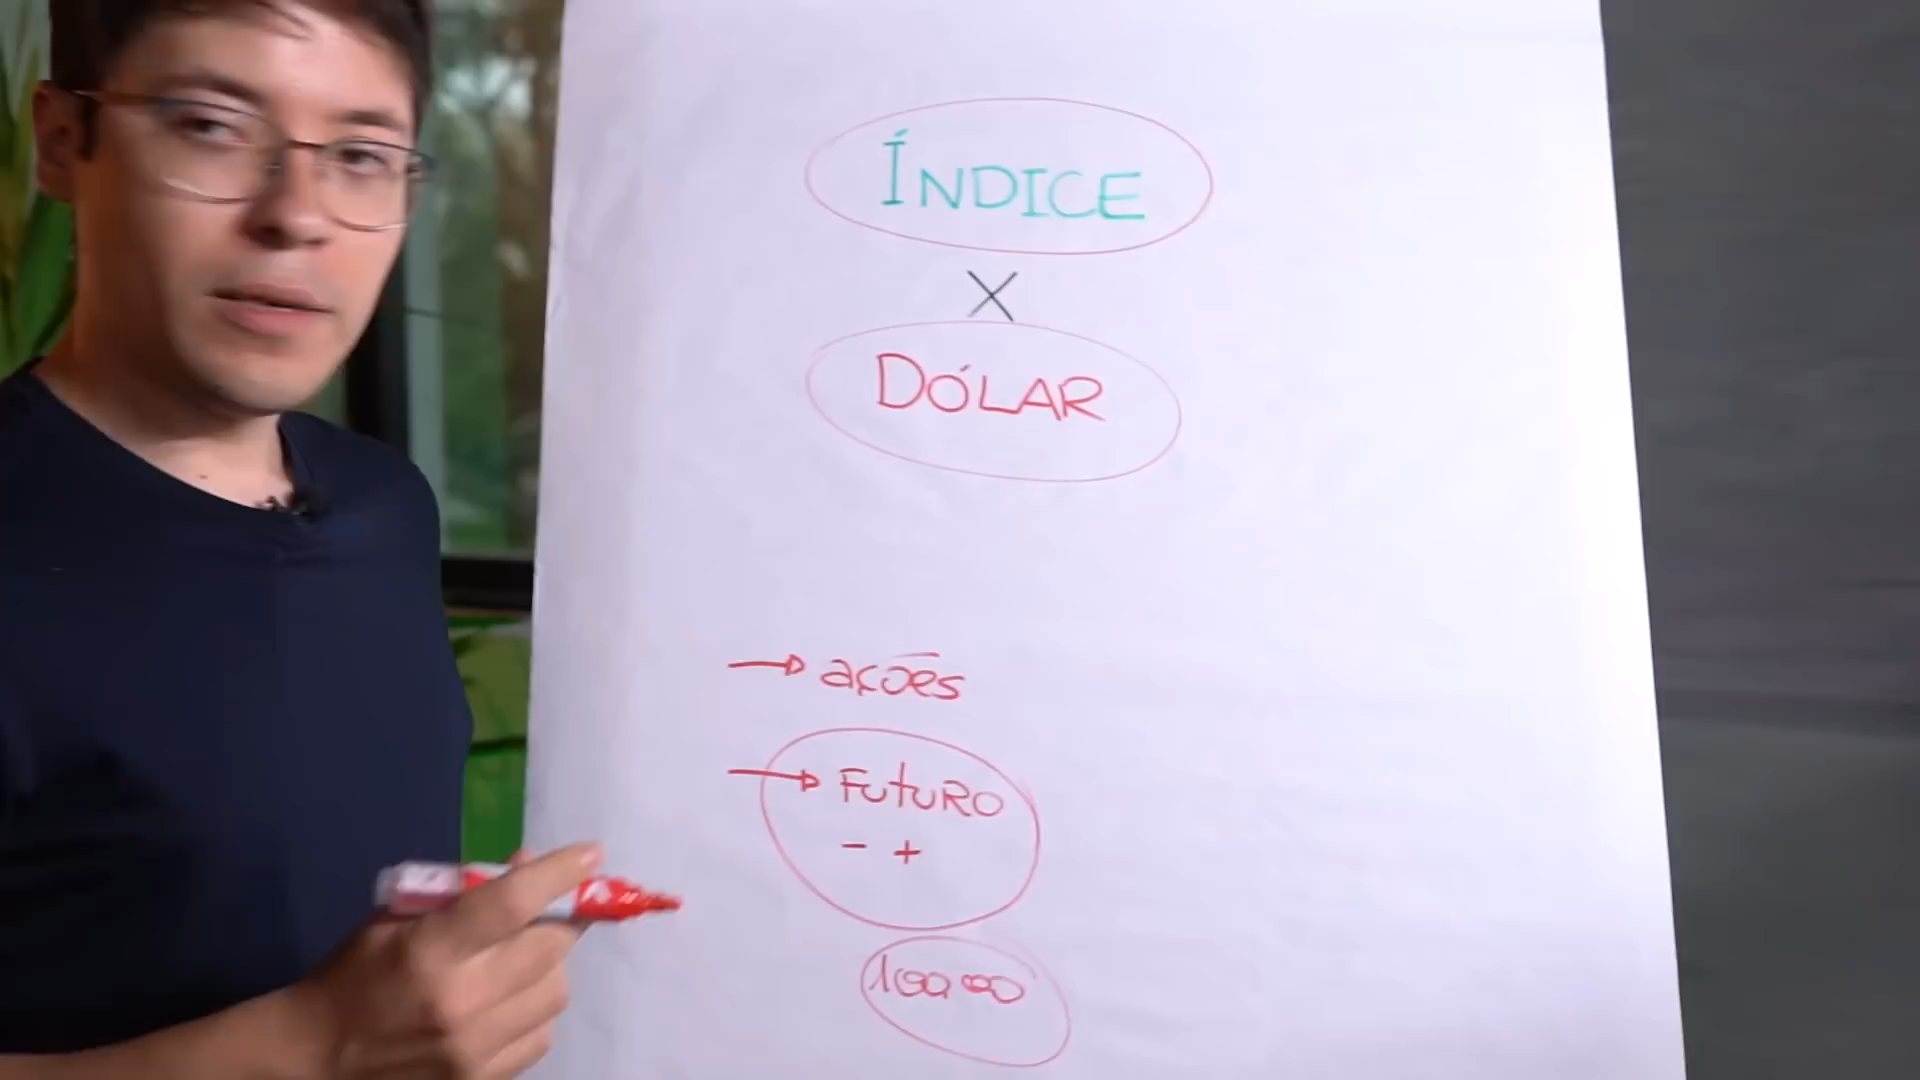 ÍNDICE
X
DÓLAR
→ ações
→ FUTURO
- +
100,00